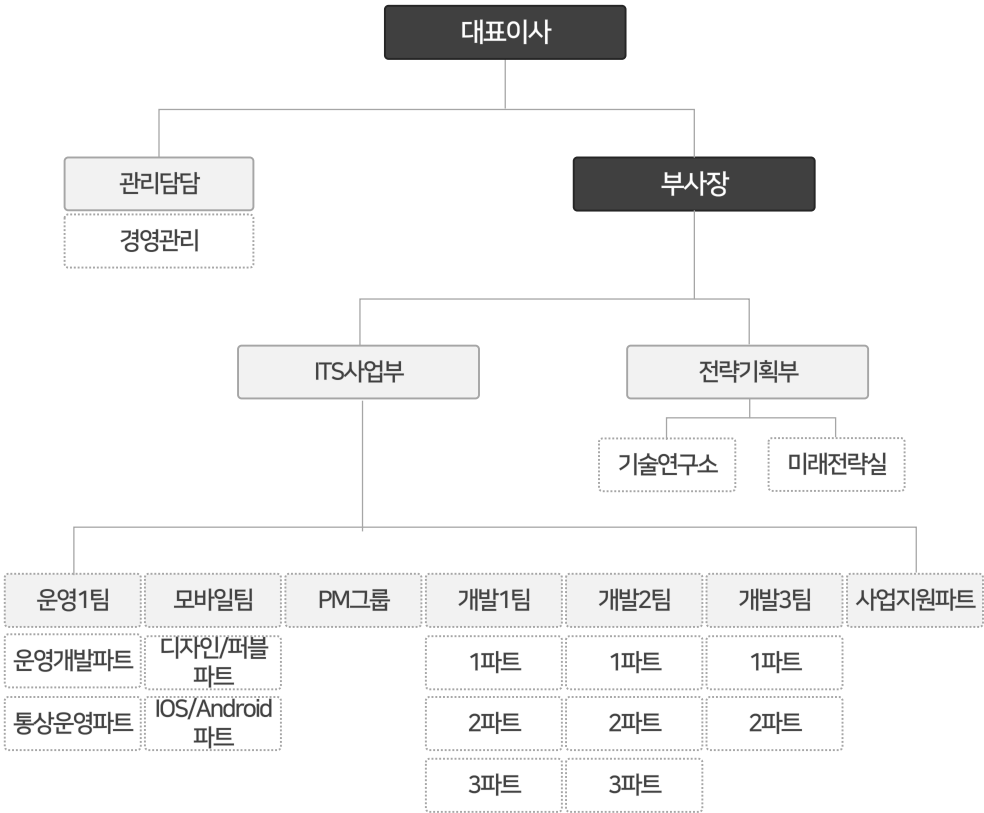 대표이사
관리담담
부사장
경영관리
ITS사업부
전략기획부
기술연구소
미래전략실
운영1팀
모바일팀
PM그룹
개발1팀
개발2팀
개발3팀
사업지원파트
운영개발파트
디자인/퍼블
파트
1파트
1파트
1파트
통상운영파트
IOS/Android
파트
2파트
2파트
2파트
3파트
3파트